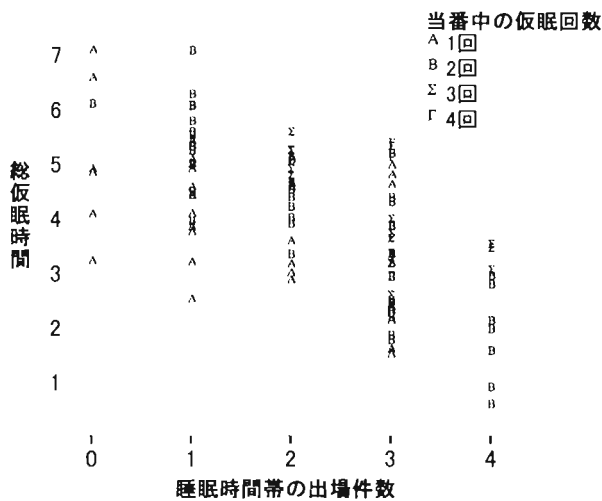 当番中の仮眠回数
Α 1回
Β 2回
Σ 3回
Γ 4回
総仮眠時間
7
6
5
4
3
2
1
0 1 2 3 4
睡眠時間帯の出場件数